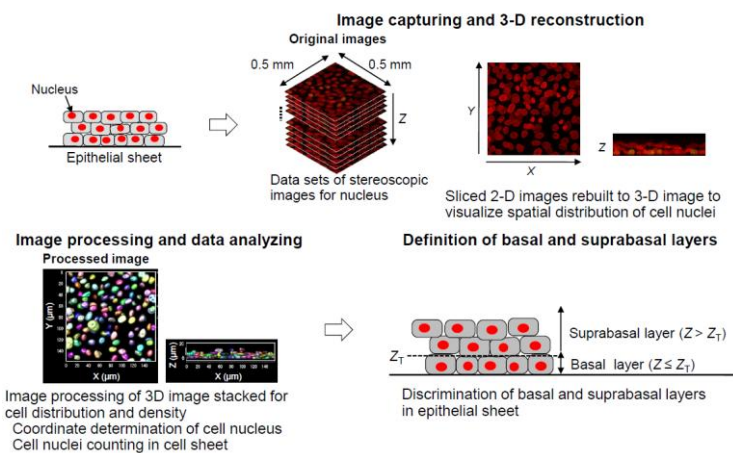 Image capturing and 3-D reconstruction
Original images
0.5 mm
0.5 mm
Nucleus
Epithelial sheet
Z
Data sets of stereoscopic
images for nucleus
Y
X
Z
Sliced 2-D images rebuilt to 3-D image to
visualize spatial distribution of cell nuclei
Image processing and data analyzing
Processed image
Y (μm)
X (μm)
Z
X (μm)
Image processing of 3D image stacked for
cell distribution and density
Coordinate determination of cell nucleus
Cell nuclei counting in cell sheet
Definition of basal and suprabasal layers
Suprabasal layer (Z > ZT)
ZT
Basal layer (Z ≤ ZT)
Discrimination of basal and suprabasal layers
in epithelial sheet